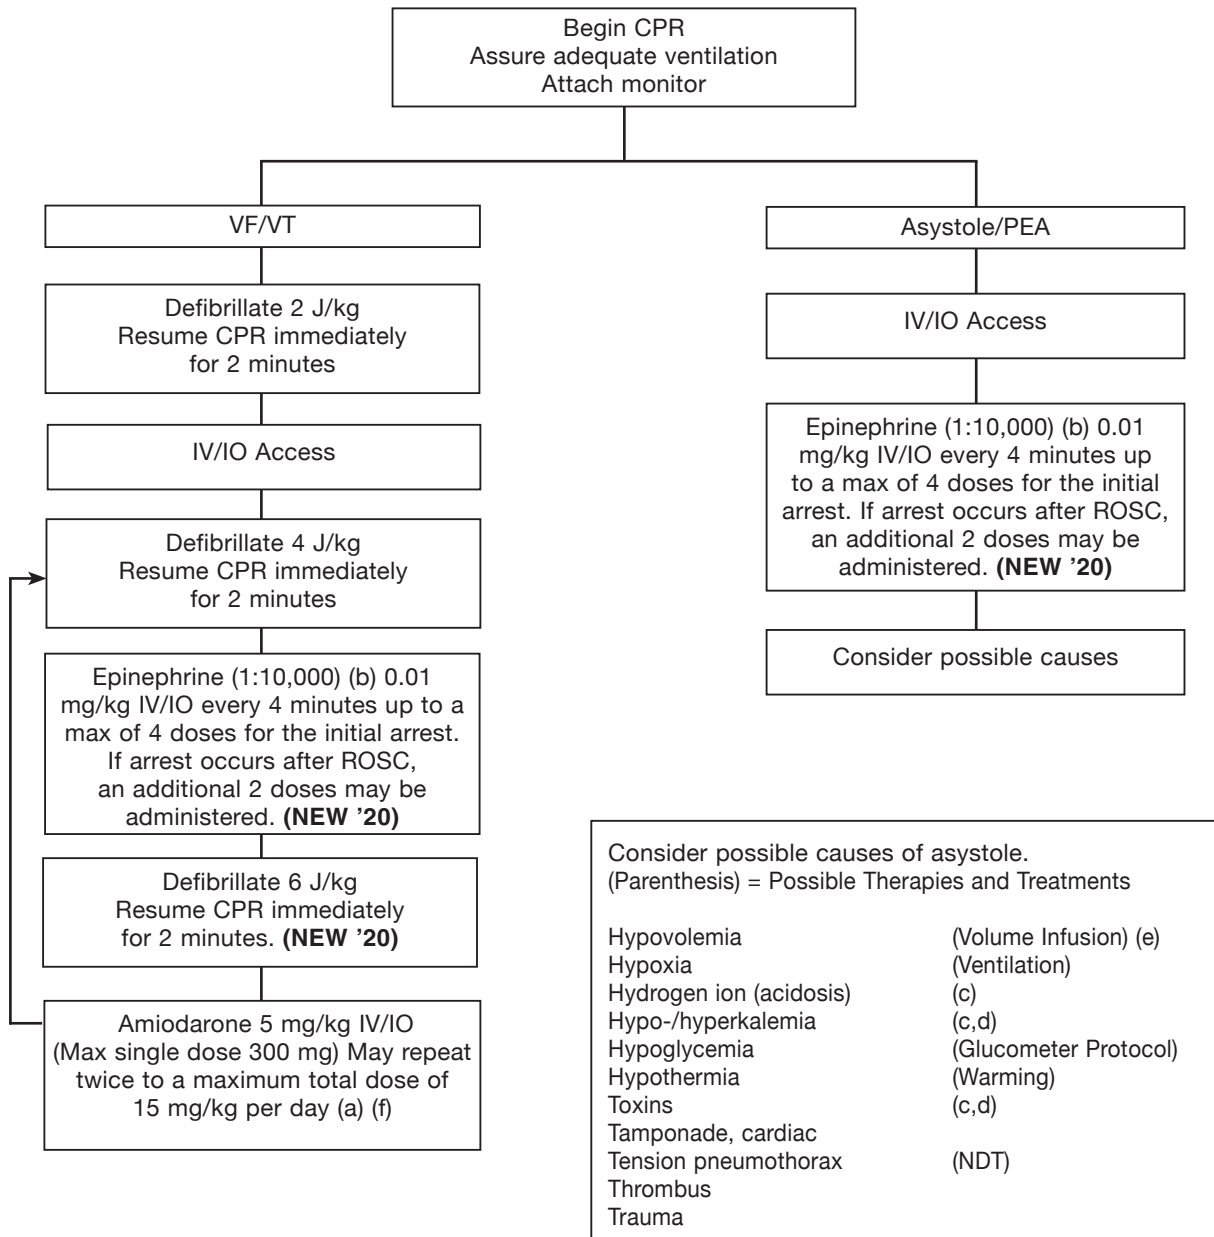 Begin CPR
Assure adequate ventilation
Attach monitor
VF/VT
Defibrillate 2 J/kg
Resume CPR immediately
for 2 minutes
IV/IO Access
Defibrillate 4 J/kg
Resume CPR immediately
for 2 minutes
Epinephrine (1:10,000) (b) 0.01
mg/kg IV/IO every 4 minutes up to a
max of 4 doses for the initial arrest.
If arrest occurs after ROSC,
an additional 2 doses may be
administered. (NEW '20)
Defibrillate 6 J/kg
Resume CPR immediately
for 2 minutes. (NEW '20)
Amiodarone 5 mg/kg IV/IO
(Max single dose 300 mg) May repeat
twice to a maximum total dose of
15 mg/kg per day (a) (f)
Asystole/PEA
IV/IO Access
Epinephrine (1:10,000) (b) 0.01
mg/kg IV/IO every 4 minutes up
to a max of 4 doses for the initial
arrest. If arrest occurs after ROSC,
an additional 2 doses may be
administered. (NEW '20)
Consider possible causes
Consider possible causes of asystole.
(Parenthesis) = Possible Therapies and Treatments
Hypovolemia (Volume Infusion) (e)
Hypoxia (Ventilation)
Hydrogen ion (acidosis) (c)
Hypo-/hyperkalemia (c,d)
Hypoglycemia (Glucometer Protocol)
Hypothermia (Warming)
Toxins (c,d)
Tamponade, cardiac
Tension pneumothorax (NDT)
Thrombus
Trauma